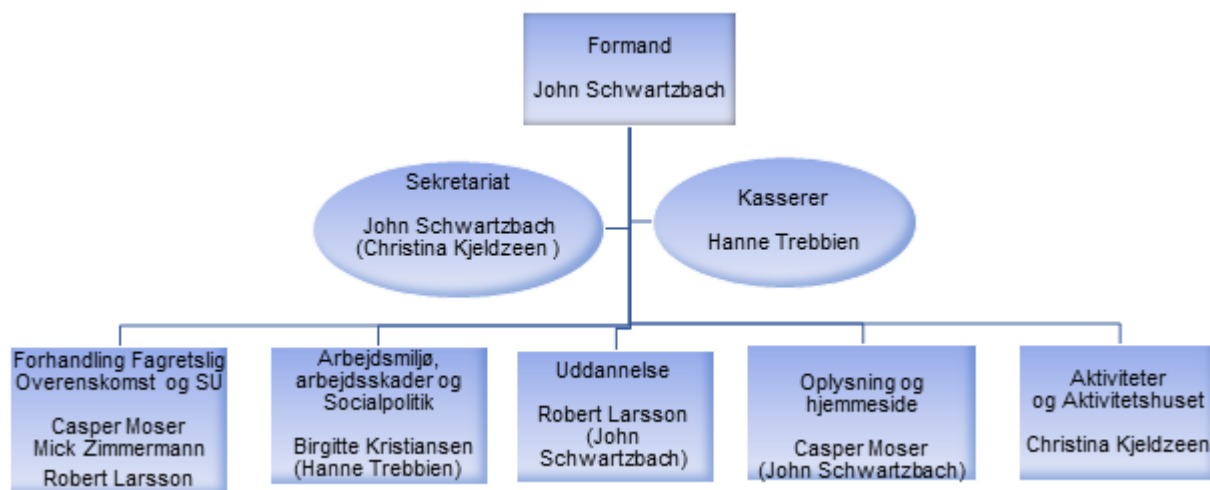 Formand
John Schwartzbach
Sekretariat
John Schwartzbach
(Christina Kjeldzeen )
Kasserer
Hanne Trebbien
Forhandling Fagretslig
Overenskomst og SU
Casper Moser
Mick Zimmermann
Robert Larsson
Arbejdsmiljø,
arbejdsskader og
Socialpolitik
Birgitte Kristiansen
(Hanne Trebbien)
Uddannelse
Robert Larsson
(John
Schwartzbach)
Oplysning og
hjemmeside
Casper Moser
(John Schwartzbach)
Aktiviteter
og Aktivitetshuset
Christina Kjeldzeen